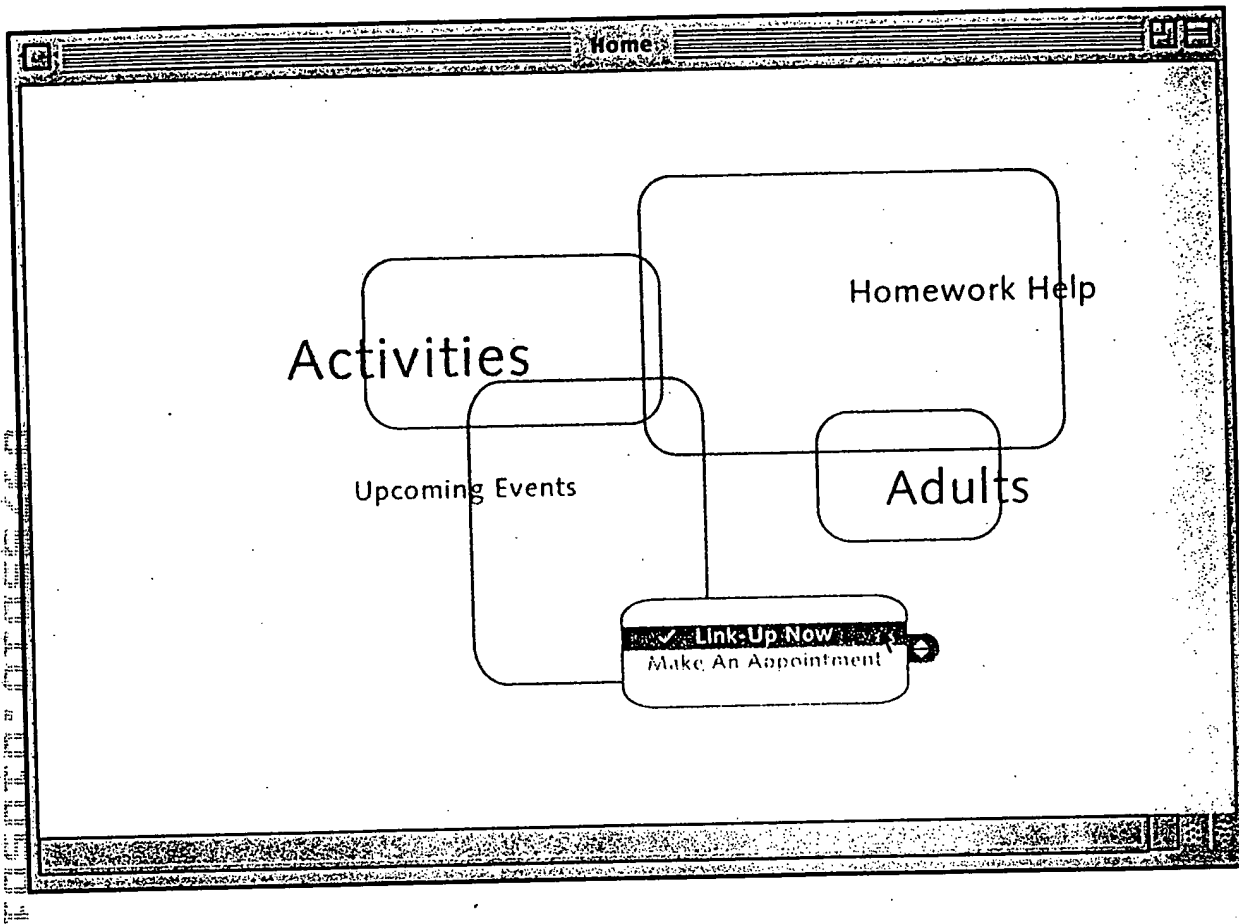 Home
Homework Help
Activities
Upcoming Events
Adults
✓ Link-Up Now
Make An Appointment